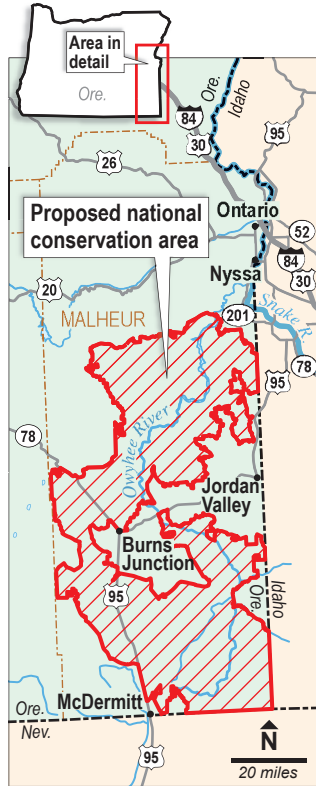 Area in
detail
Ore.
Ore.
Idaho
84
30
95
26
Proposed national
conservation area
Ontario
52
Nyssa
84
30
20
MALHEUR
201
Snake R.
78
95
Owyhee River
78
Jordan
Valley
Burns
Junction
95
Idaho
Ore.
McDermitt
Ore.
Nev.
N
95
20 miles